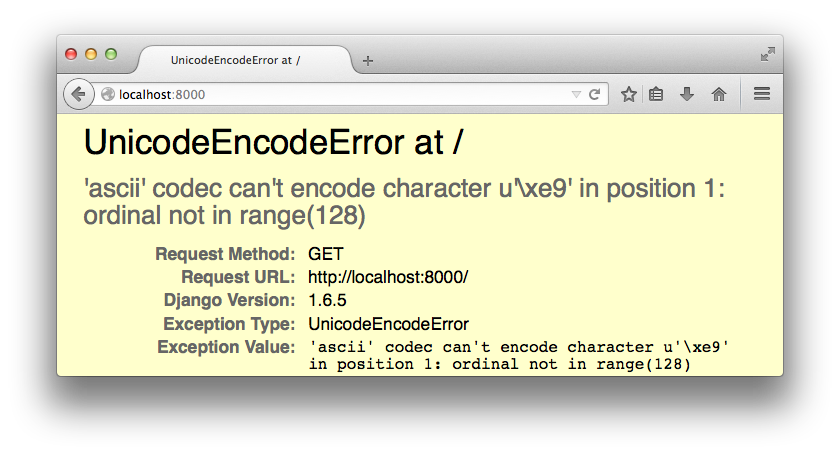 UnicodeEncodeError at /
localhost:8000
UnicodeEncodeError at /
'ascii' codec can't encode character u'\xe9' in position 1:
ordinal not in range(128)
Request Method: GET
Request URL: http://localhost:8000/
Django Version: 1.6.5
Exception Type: UnicodeEncodeError
Exception Value: 'ascii' codec can't encode character u'\xe9'
in position 1: ordinal not in range(128)